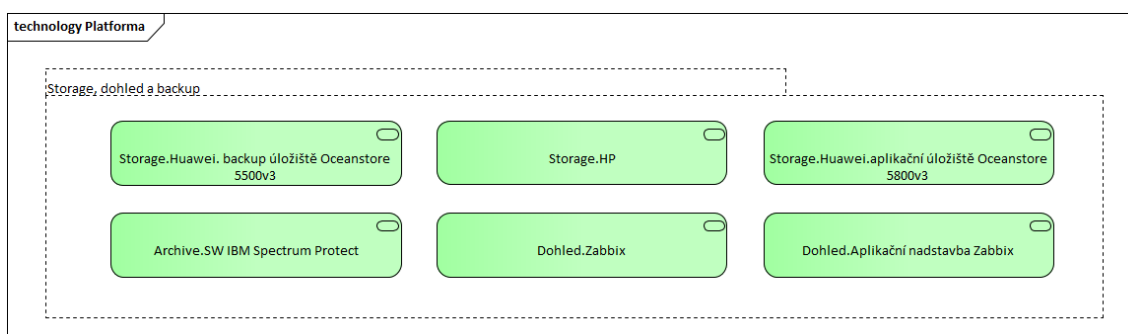 technology Platforma
Storage, dohled a backup
Storage.Huawei. backup úložiště Oceanstore
5500v3
Storage.HP
Storage.Huawei.aplikační úložiště Oceanstore
5800v3
Archive.SW IBM Spectrum Protect
Dohled.Zabbix
Dohled.Aplikační nadstavba Zabbix